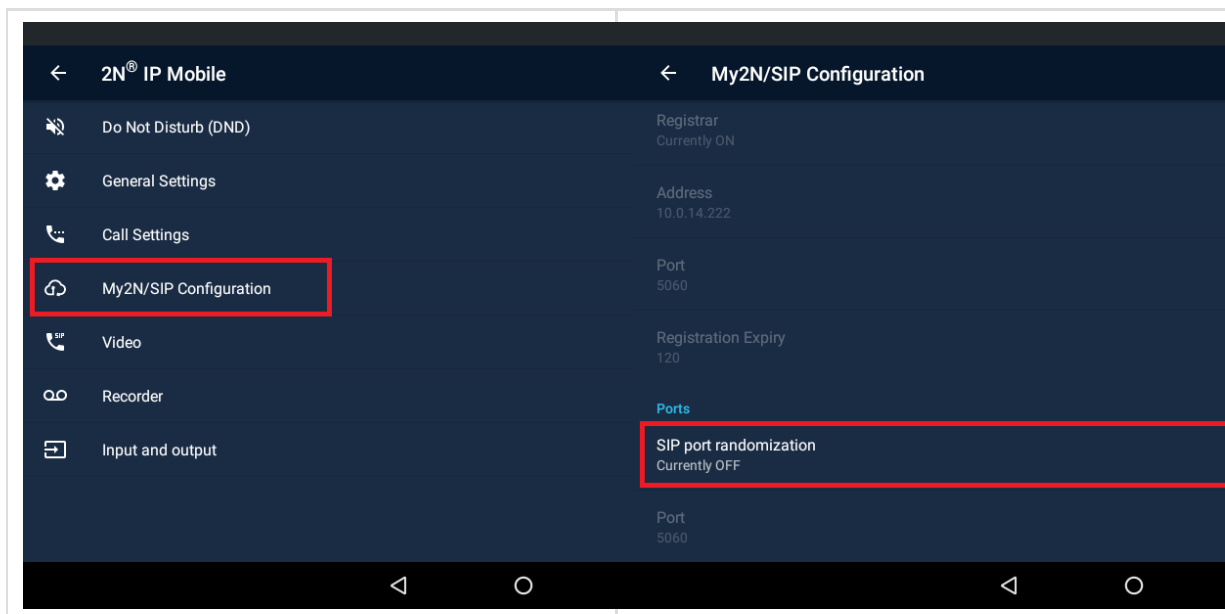 2N® IP Mobile
Do Not Disturb (DND)
General Settings
Call Settings
My2N/SIP Configuration
SIP
Video
Recorder
Input and output
My2N/SIP Configuration
Registrar
Currently ON
Address
10.0.14.222
Port
5060
Registration Expiry
120
Ports
SIP port randomization
Currently OFF
Port
5060